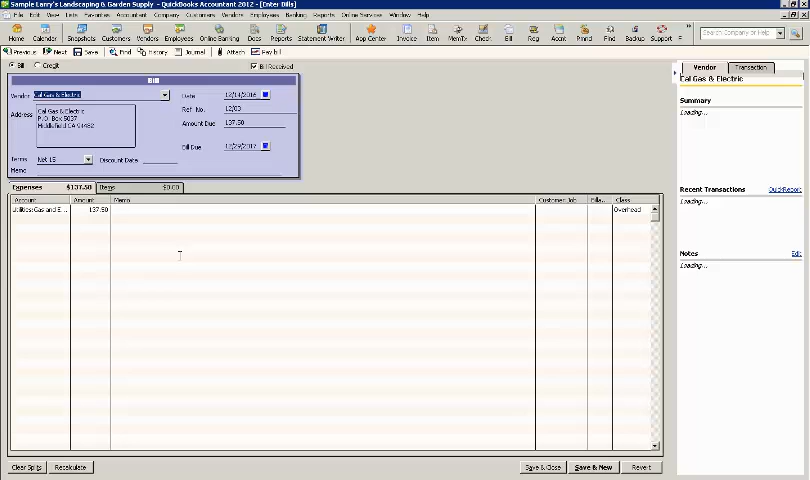 Sample Larry's Landscaping & Garden Supply - QuickBooks Accountant 2012 - [Enter Bills]
File Edit View Lists Favorites Accountant Company Customers Vendors Employees Banking Reports Online Services Window Help
Home Calendar Snapshots Customers Vendors Employees Online Banking Docs Reports Statement Writer App Center Invoice Item MemTx Check Bill Reg Accnt Pmnd Find Backup Support F
Search Company or Help
Previous Next Save Find History Journal Attach Pay bill
Bill Credit Bill Received
Bill
Vendor Cal Gas & Electric
Date 12/14/2016
Ref. No. 12/03
Address Cal Gas & Electric
P.O. Box 5037
Middlefield CA 94482
Amount Due 137.50
Bill Due 12/29/2017
Terms Net 15 Discount Date
Memo
Expenses $137.50 Items $0.00
Account Amount Memo Customer:Job Billa... Class
Utilities:Gas and E... 137.50 Overhead
Clear Splits Recalculate Save & Close Save & New Revert
Vendor Transaction
Cal Gas & Electric
Summary
Loading...
Recent Transactions QuickReport
Loading...
Notes Edit
Loading...